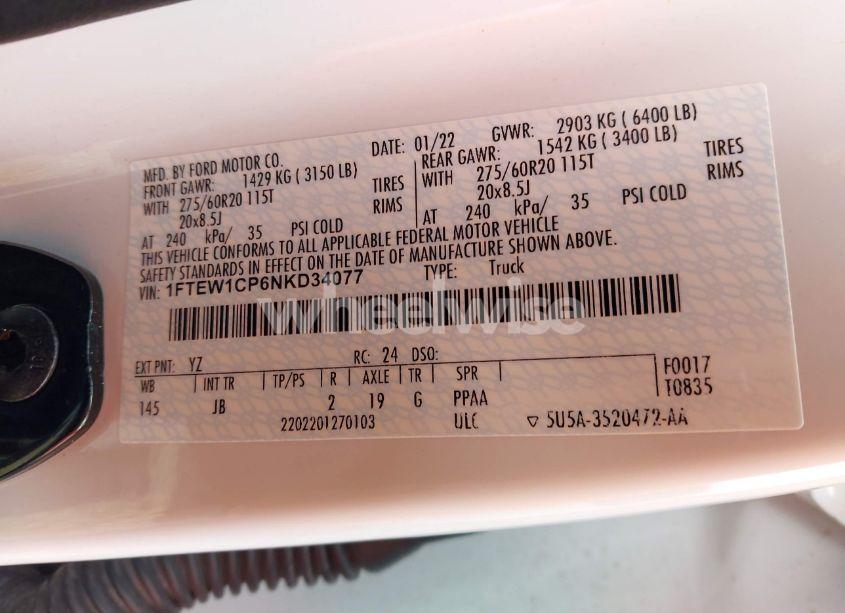 MFD. BY FORD MOTOR CO. DATE: 01/22 GVWR: 2903 KG ( 6400 LB)
FRONT GAWR: 1429 KG ( 3150 LB) REAR GAWR: 1542 KG ( 3400 LB)
WITH 275/60R20 115T TIRES WITH 275/60R20 115T TIRES
20x8.5J RIMS 20x8.5J RIMS
AT 240 kPa/ 35 PSI COLD AT 240 kPa/ 35 PSI COLD
THIS VEHICLE CONFORMS TO ALL APPLICABLE FEDERAL MOTOR VEHICLE
SAFETY STANDARDS IN EFFECT ON THE DATE OF MANUFACTURE SHOWN ABOVE.
VIN: 1FTEW1CP6NKD34077 TYPE: Truck
wheelwise
EXT PNT: YZ RC: 24 DSO: F0017
WB INT TR TP/PS R AXLE TR SPR T0835
145 JB 2 19 G PPAA
2202201270103 ULC ▽ 5U5A-3520472-AA